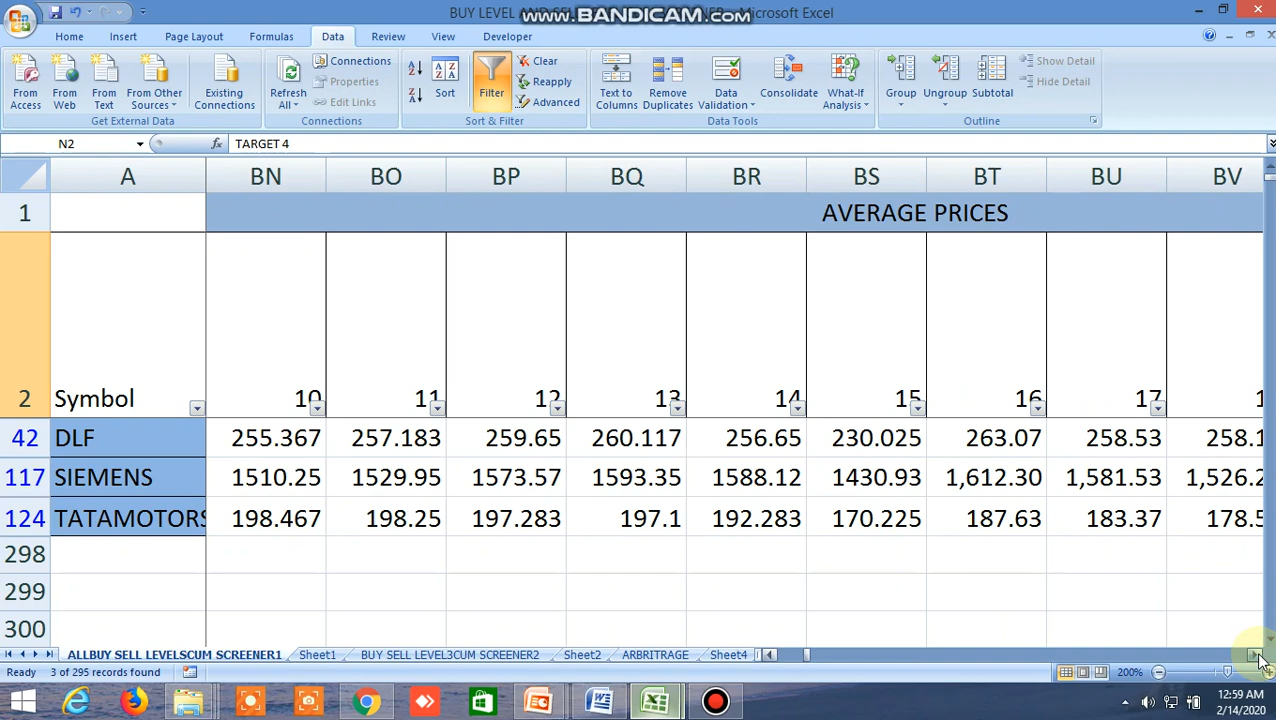 BUY LEVEL AND
- Microsoft Excel
www.BANDICAM.com
Home Insert Page Layout Formulas Data Review View Developer
From Access
From Web
From Text
From Other Sources
Existing Connections
Get External Data
Refresh All
Connections
Properties
Edit Links
Connections
Sort
Filter
Clear
Reapply
Advanced
Sort & Filter
Text to Columns
Remove Duplicates
Data Validation
Consolidate
What-If Analysis
Data Tools
Group
Ungroup
Subtotal
Show Detail
Hide Detail
Outline
N2 fx TARGET 4
A BN BO BP BQ BR BS BT BU BV
1 AVERAGE PRICES
2 Symbol 10 11 12 13 14 15 16 17
42 DLF 255.367 257.183 259.65 260.117 256.65 230.025 263.07 258.53 258.1
117 SIEMENS 1510.25 1529.95 1573.57 1593.35 1588.12 1430.93 1,612.30 1,581.53 1,526.2
124 TATAMOTORS 198.467 198.25 197.283 197.1 192.283 170.225 187.63 183.37 178.5
298
299
300
ALLBUY SELL LEVELSCUM SCREENER1 Sheet1 BUY SELL LEVEL3CUM SCREENER2 Sheet2 ARBRITRAGE Sheet4
Ready 3 of 295 records found 200%
12:59 AM
2/14/2020